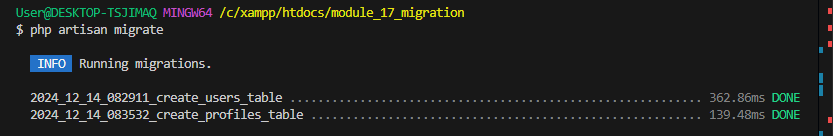 User@DESKTOP-TSJIMAQ MINGW64 /c/xampp/htdocs/module_17_migration
$ php artisan migrate
INFO Running migrations.
2024_12_14_082911_create_users_table ........................................................... 362.86ms DONE
2024_12_14_083532_create_profiles_table ........................................................ 139.48ms DONE